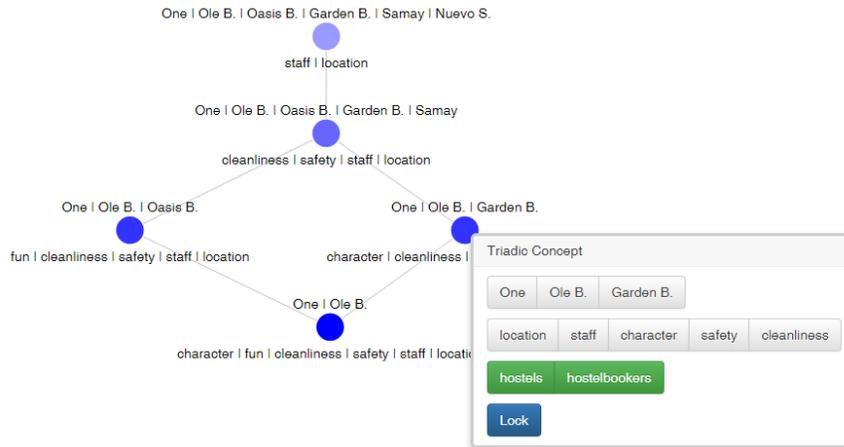 One | Ole B. | Oasis B. | Garden B. | Samay | Nuevo S.
staff | location
One | Ole B. | Oasis B. | Garden B. | Samay
cleanliness | safety | staff | location
One | Ole B. | Oasis B.
One | Ole B. | Garden B.
fun | cleanliness | safety | staff | location
character | cleanliness |
One | Ole B.
character | fun | cleanliness | safety | staff | locatio
Triadic Concept
One Ole B. Garden B.
location staff character safety cleanliness
hostels hostelbookers
Lock